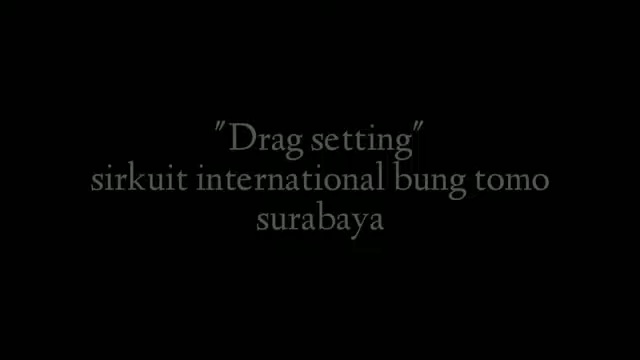 "Drag setting"
sirkuit international bung tomo
surabaya